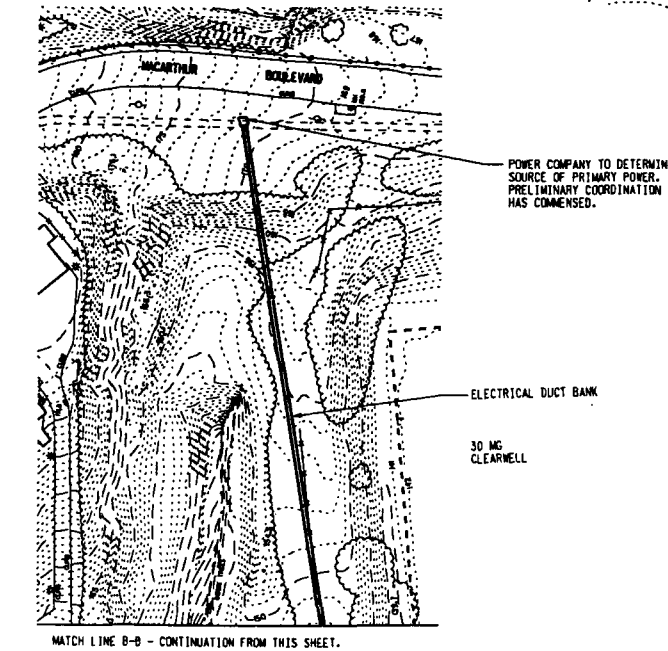 MACARTHUR BOULEVARD
POWER COMPANY TO DETERMIN
SOURCE OF PRIMARY POWER.
PRELIMINARY COORDINATION
HAS COMMENSED.
ELECTRICAL DUCT BANK
30 MG
CLEARWELL
MATCH LINE B-B - CONTINUATION FROM THIS SHEET.